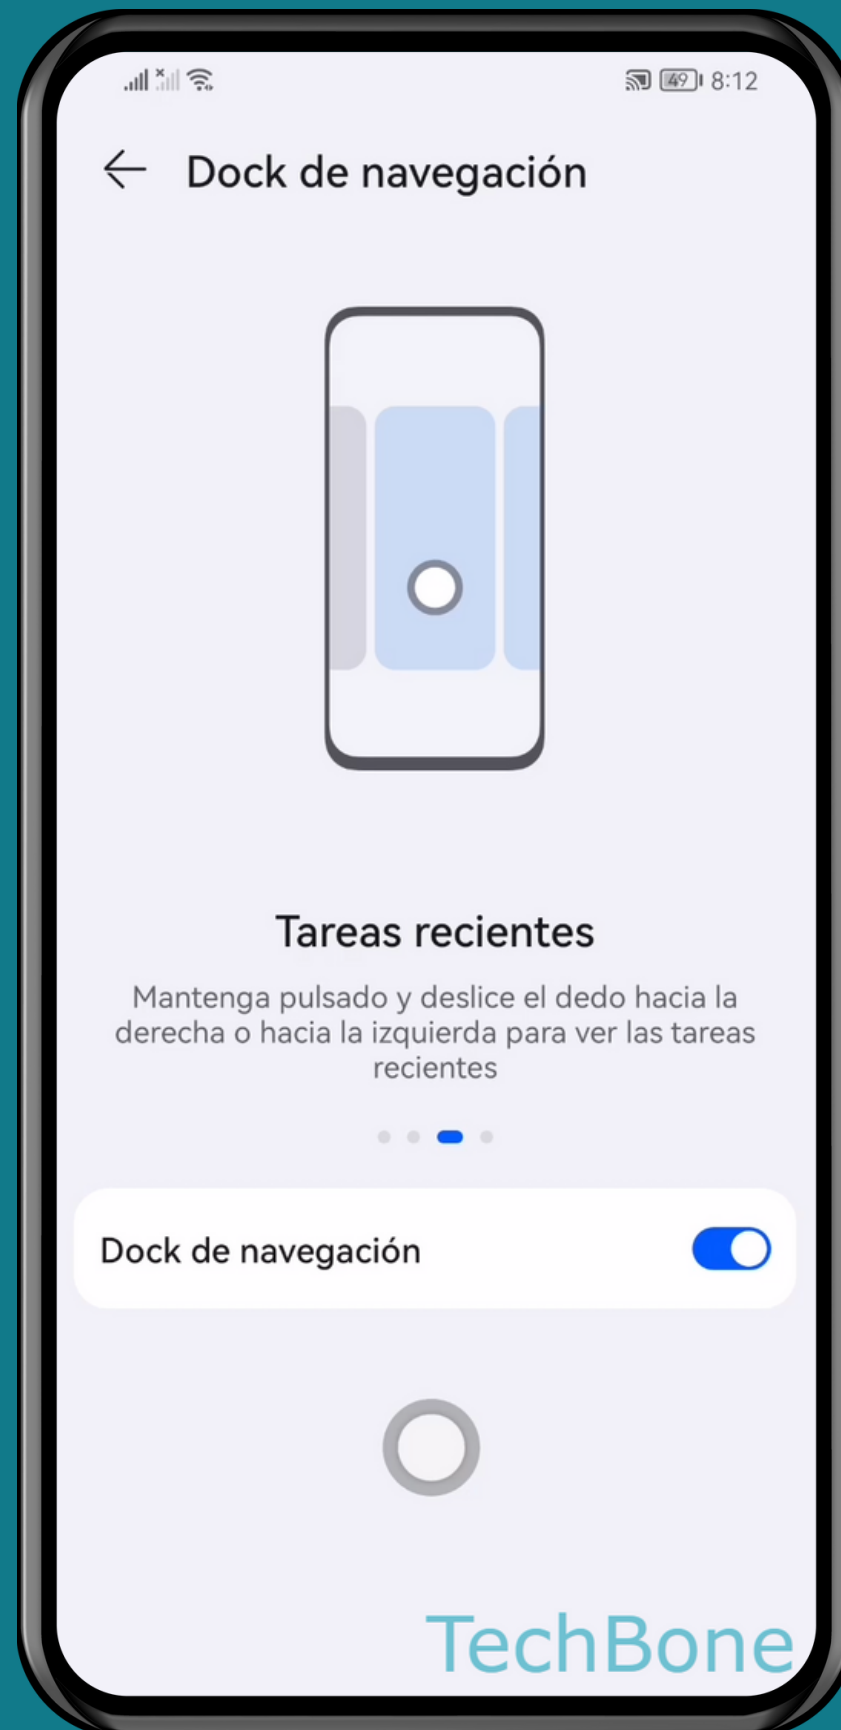 49 8:12
Dock de navegación
Tareas recientes
Mantenga pulsado y deslice el dedo hacia la
derecha o hacia la izquierda para ver las tareas
recientes
Dock de navegación
TechBone